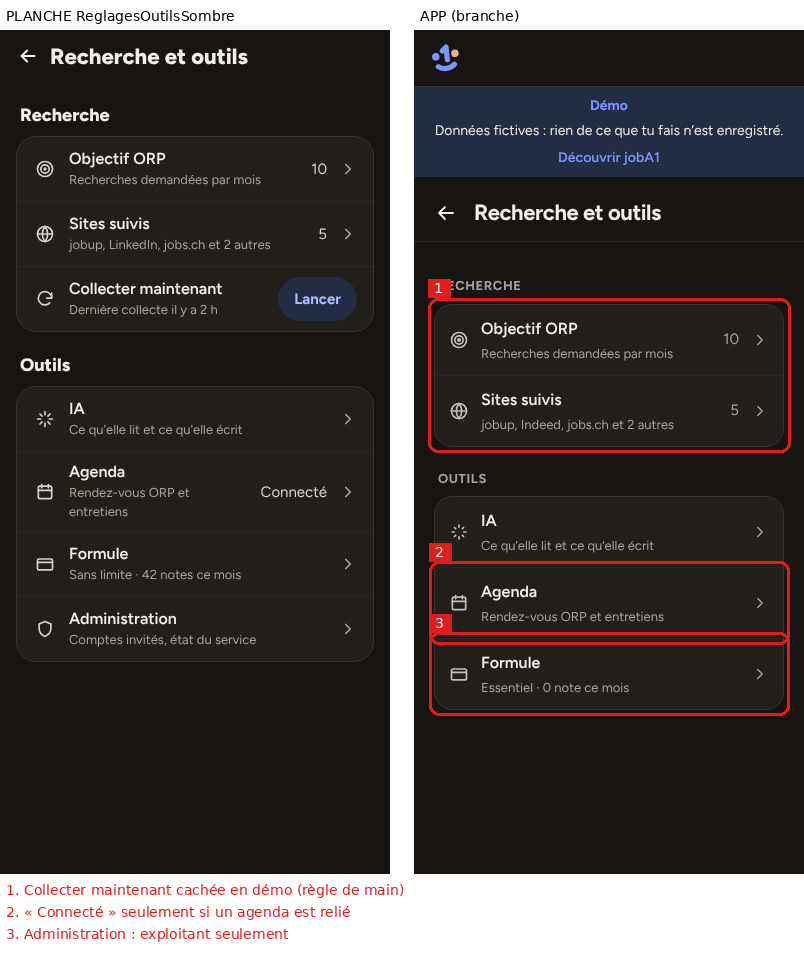 PLANCHE ReglagesOutilsSombre
Recherche et outils
Recherche
Objectif ORP
Recherches demandées par mois
10
Sites suivis
jobup, LinkedIn, jobs.ch et 2 autres
5
Collecter maintenant
Dernière collecte il y a 2 h
Lancer
Outils
IA
Ce qu'elle lit et ce qu'elle écrit
Agenda
Rendez-vous ORP et
entretiens
Connecté
Formule
Sans limite · 42 notes ce mois
Administration
Comptes invités, état du service
APP (branche)
Démo
Données fictives : rien de ce que tu fais n'est enregistré.
Découvrir jobA1
Recherche et outils
1
ECHERCHE
Objectif ORP
Recherches demandées par mois
10
Sites suivis
jobup, Indeed, jobs.ch et 2 autres
5
OUTILS
IA
Ce qu'elle lit et ce qu'elle écrit
2
Agenda
Rendez-vous ORP et entretiens
3
Formule
Essentiel · 0 note ce mois
1. Collecter maintenant cachée en démo (règle de main)
2. « Connecté » seulement si un agenda est relié
3. Administration : exploitant seulement